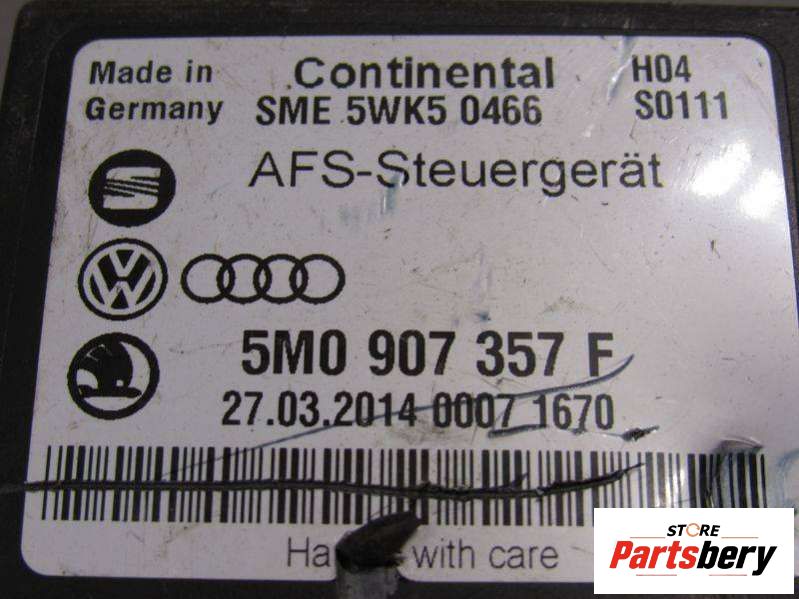 Made in Continental H04
Germany SME 5WK5 0466 S0111
AFS-Steuergerät
VW
5M0 907 357 F
27.03.2014 0007 1670
with care
STORE
Partsbery